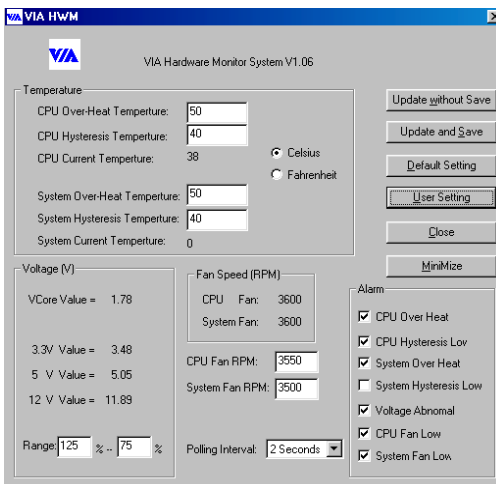 VIA VIA HWM
VIA
VIA Hardware Monitor System V1.06
Temperature
CPU Over-Heat Temperture: 50
CPU Hysteresis Temperture: 40
CPU Current Temperture: 38
Celsius
Fahrenheit
System Over-Heat Temperture: 50
System Hysteresis Temperture: 40
System Current Temperture: 0
Update without Save
Update and Save
Default Setting
User Setting
Close
MiniMize
Voltage (V)
VCore Value = 1.78
3.3V Value = 3.48
5 V Value = 5.05
12 V Value = 11.89
Range: 125 % .. 75 %
Fan Speed (RPM)
CPU Fan: 3600
System Fan: 3600
CPU Fan RPM: 3550
System Fan RPM: 3500
Polling Interval: 2 Seconds
Alarm
CPU Over Heat
CPU Hysteresis Lov
System Over Heat
System Hysteresis Low
Voltage Abnomal
CPU Fan Low
System Fan Low